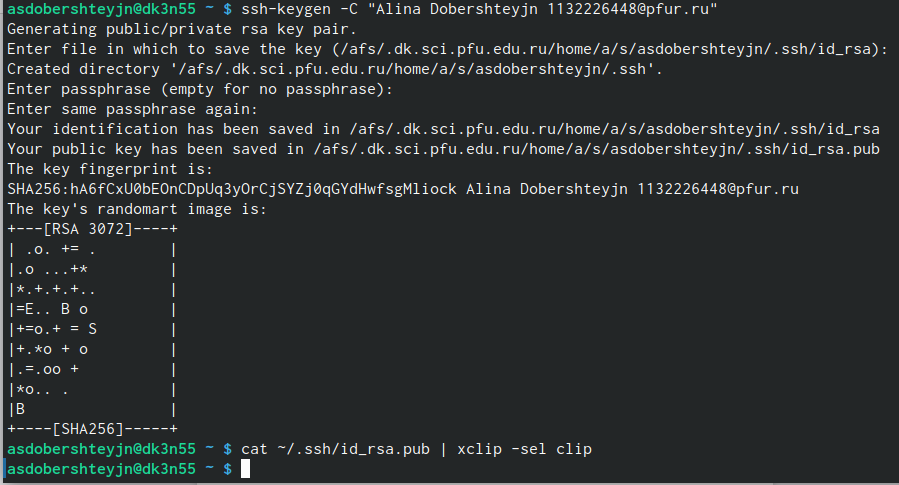 asdobershteyjn@dk3n55 ~ $ ssh-keygen -C "Alina Dobershteyjn 1132226448@pfur.ru"
Generating public/private rsa key pair.
Enter file in which to save the key (/afs/.dk.sci.pfu.edu.ru/home/a/s/asdobershteyjn/.ssh/id_rsa):
Created directory '/afs/.dk.sci.pfu.edu.ru/home/a/s/asdobershteyjn/.ssh'.
Enter passphrase (empty for no passphrase):
Enter same passphrase again:
Your identification has been saved in /afs/.dk.sci.pfu.edu.ru/home/a/s/asdobershteyjn/.ssh/id_rsa
Your public key has been saved in /afs/.dk.sci.pfu.edu.ru/home/a/s/asdobershteyjn/.ssh/id_rsa.pub
The key fingerprint is:
SHA256:hA6fCxU0bEOnCDpUq3yOrCjSYZj0qGYdHwfsgMliock Alina Dobershteyjn 1132226448@pfur.ru
The key's randomart image is:
+---[RSA 3072]----+
| .o. += .        |
|.o ...+*         |
|*.+.+.+..        |
|=E.. B o         |
|+=o.+ = S        |
|+.*o + o         |
|.=.oo +          |
|*o.. .           |
|B                |
+----[SHA256]-----+
asdobershteyjn@dk3n55 ~ $ cat ~/.ssh/id_rsa.pub | xclip -sel clip
asdobershteyjn@dk3n55 ~ $